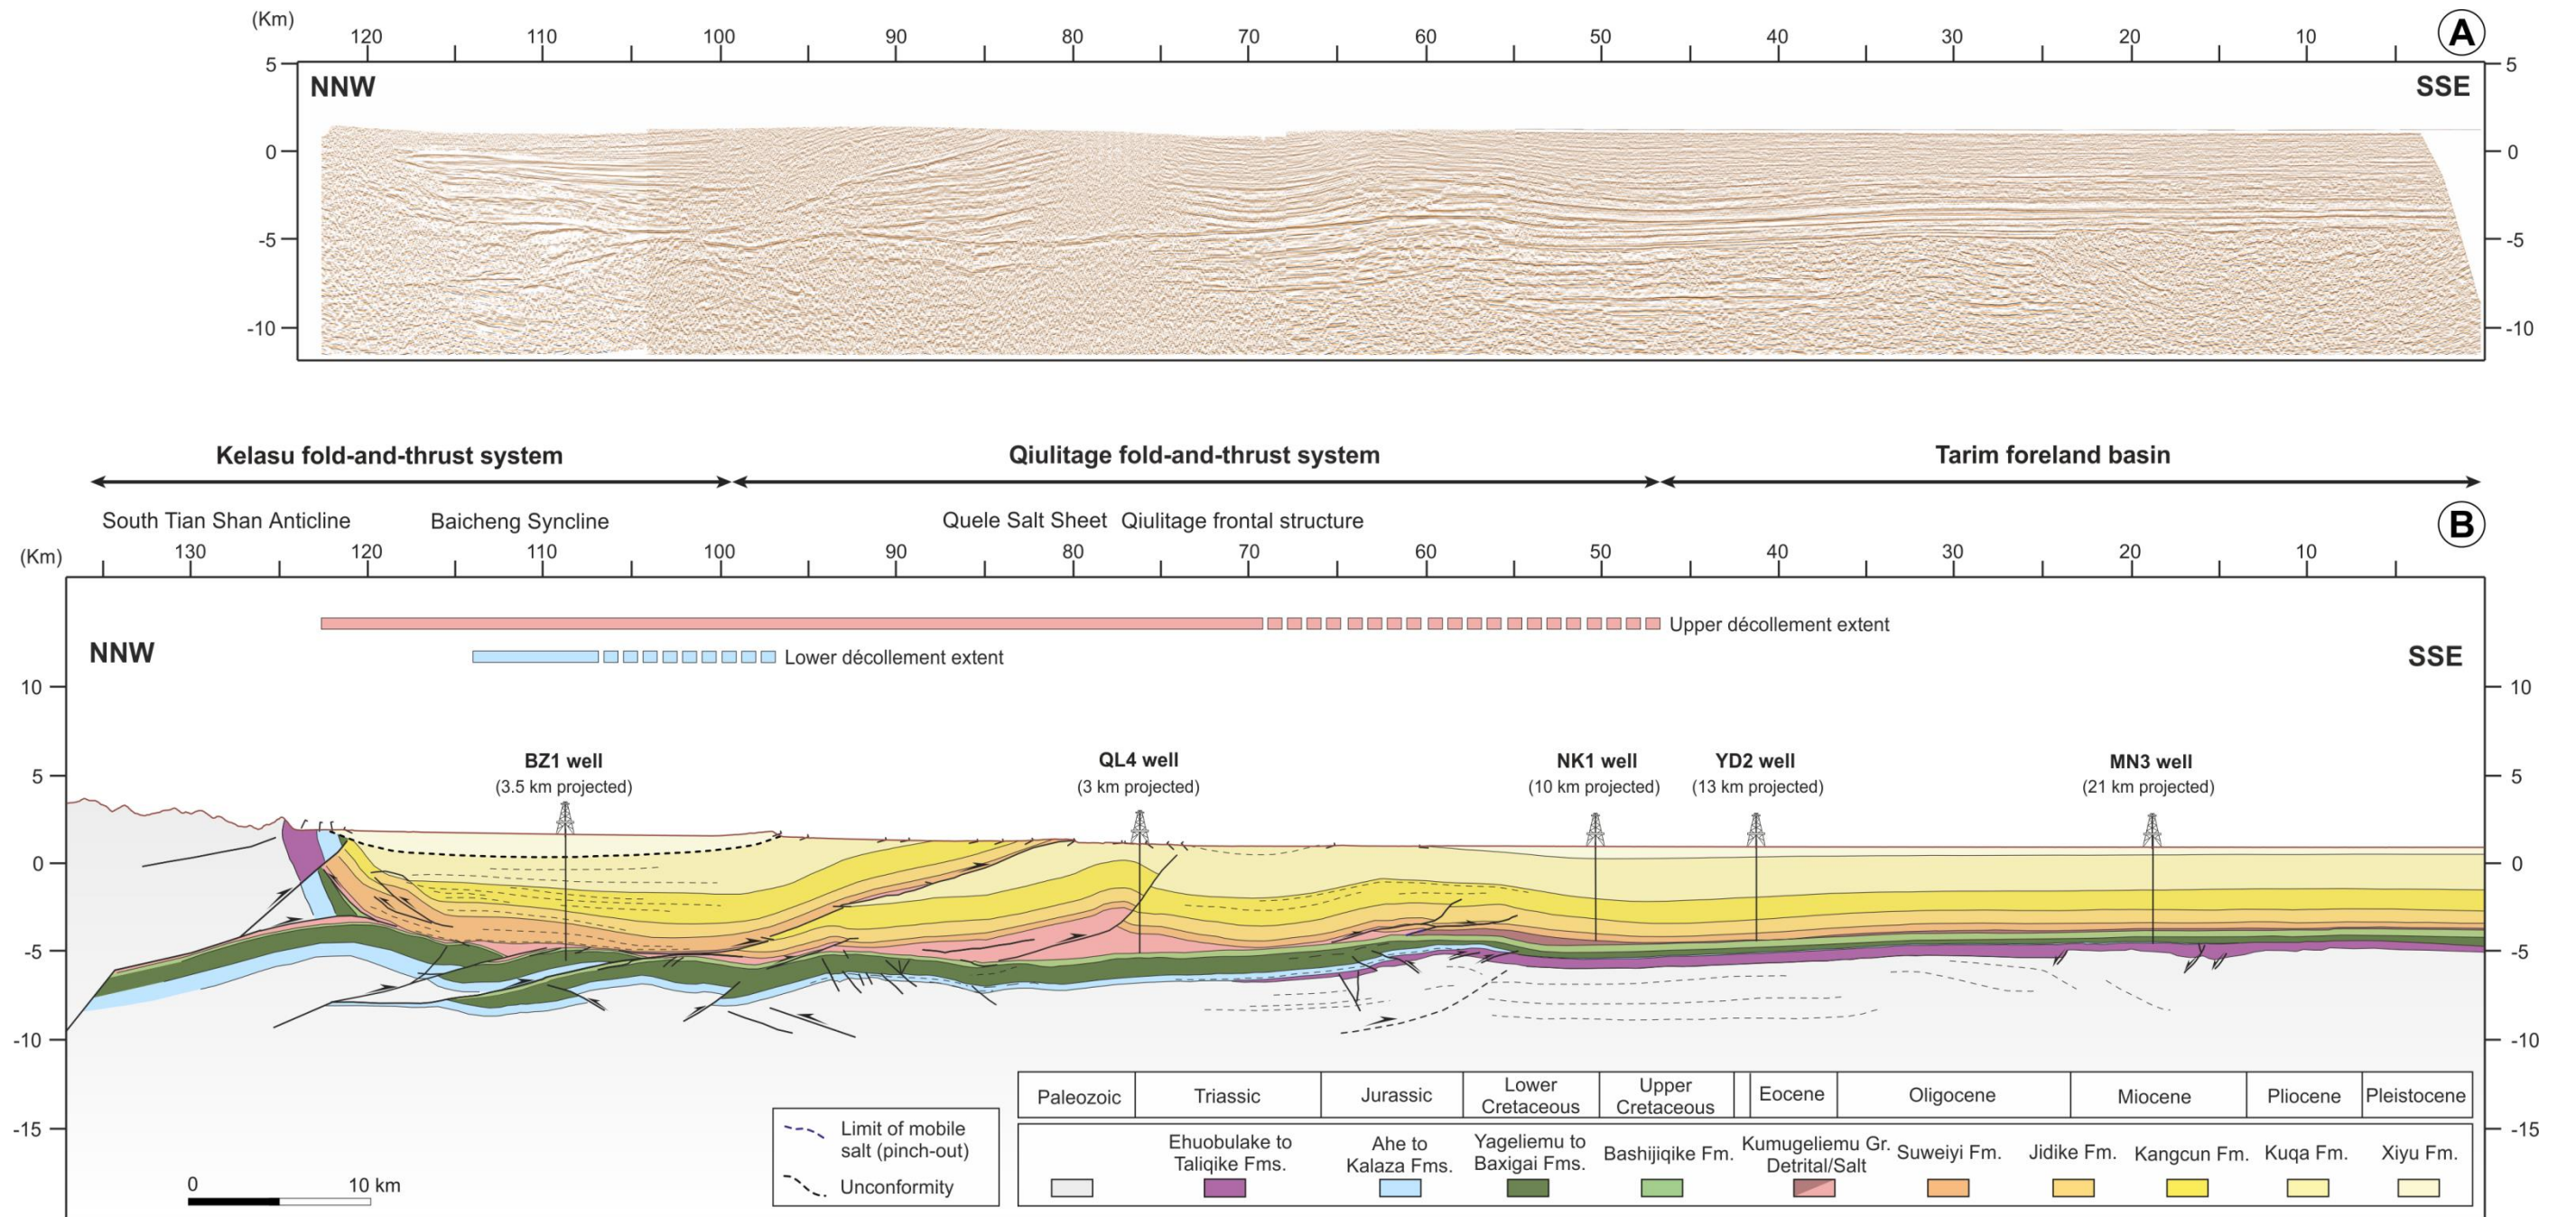 (Km)
120 110 100 90 80 70 60 50 40 30 20 10
A
5 5
NNW SSE
0 0
-5 -5
-10 -10
Kelasu fold-and-thrust system Qiulitage fold-and-thrust system Tarim foreland basin
South Tian Shan Anticline Baicheng Syncline Quele Salt Sheet Qiulitage frontal structure
B
(Km)
130 120 110 100 90 80 70 60 50 40 30 20 10
Upper décollement extent
NNW Lower décollement extent SSE
10 10
BZ1 well QL4 well NK1 well YD2 well MN3 well
(3.5 km projected) (3 km projected) (10 km projected) (13 km projected) (21 km projected)
5 5
0 0
-5 -5
-10 -10
-15 -15
0 10 km
Limit of mobile
salt (pinch-out)
Unconformity
Paleozoic Triassic Jurassic Lower Cretaceous Upper Cretaceous Eocene Oligocene Miocene Pliocene Pleistocene
Ehuobulake to
Taliqike Fms.
Ahe to
Kalaza Fms.
Yageliemu to
Baxigai Fms.
Bashijiqike Fm.
Kumugeliemu Gr.
Detrital/Salt
Suweiyi Fm.
Jidike Fm.
Kangcun Fm.
Kuqa Fm.
Xiyu Fm.